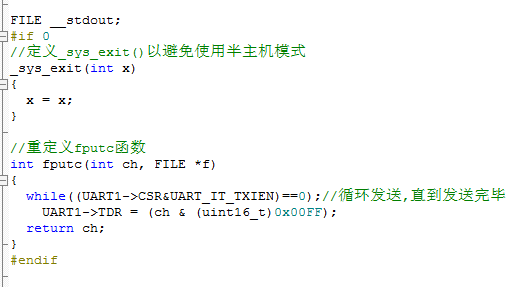 FILE __stdout;
#if 0
//定义_sys_exit()以避免使用半主机模式
_sys_exit(int x)
{
x = x;
}
//重定义fputc函数
int fputc(int ch, FILE *f)
{
while((UART1->CSR&UART_IT_TXIEN)==0);//循环发送,直到发送完毕
UART1->TDR = (ch & (uint16_t)0x00FF);
return ch;
}
#endif